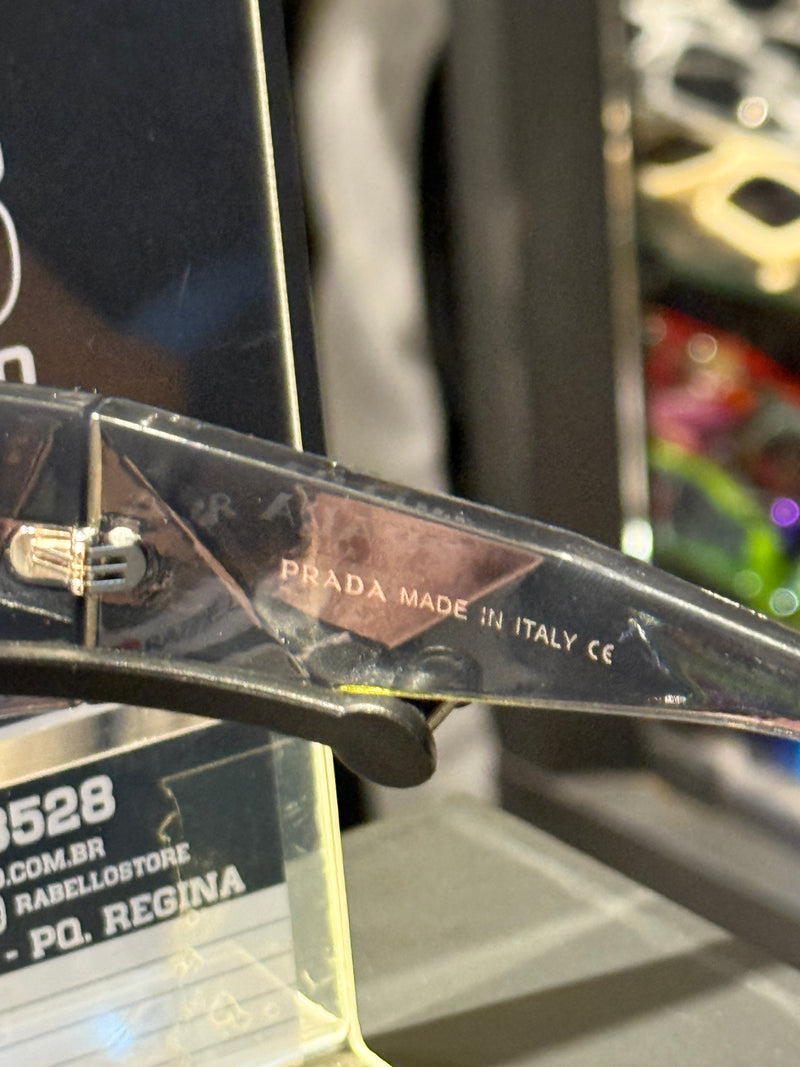 PRADA MADE IN ITALY CE
3528
.COM.BR
RABELLOSTORE
- PQ. REGINA